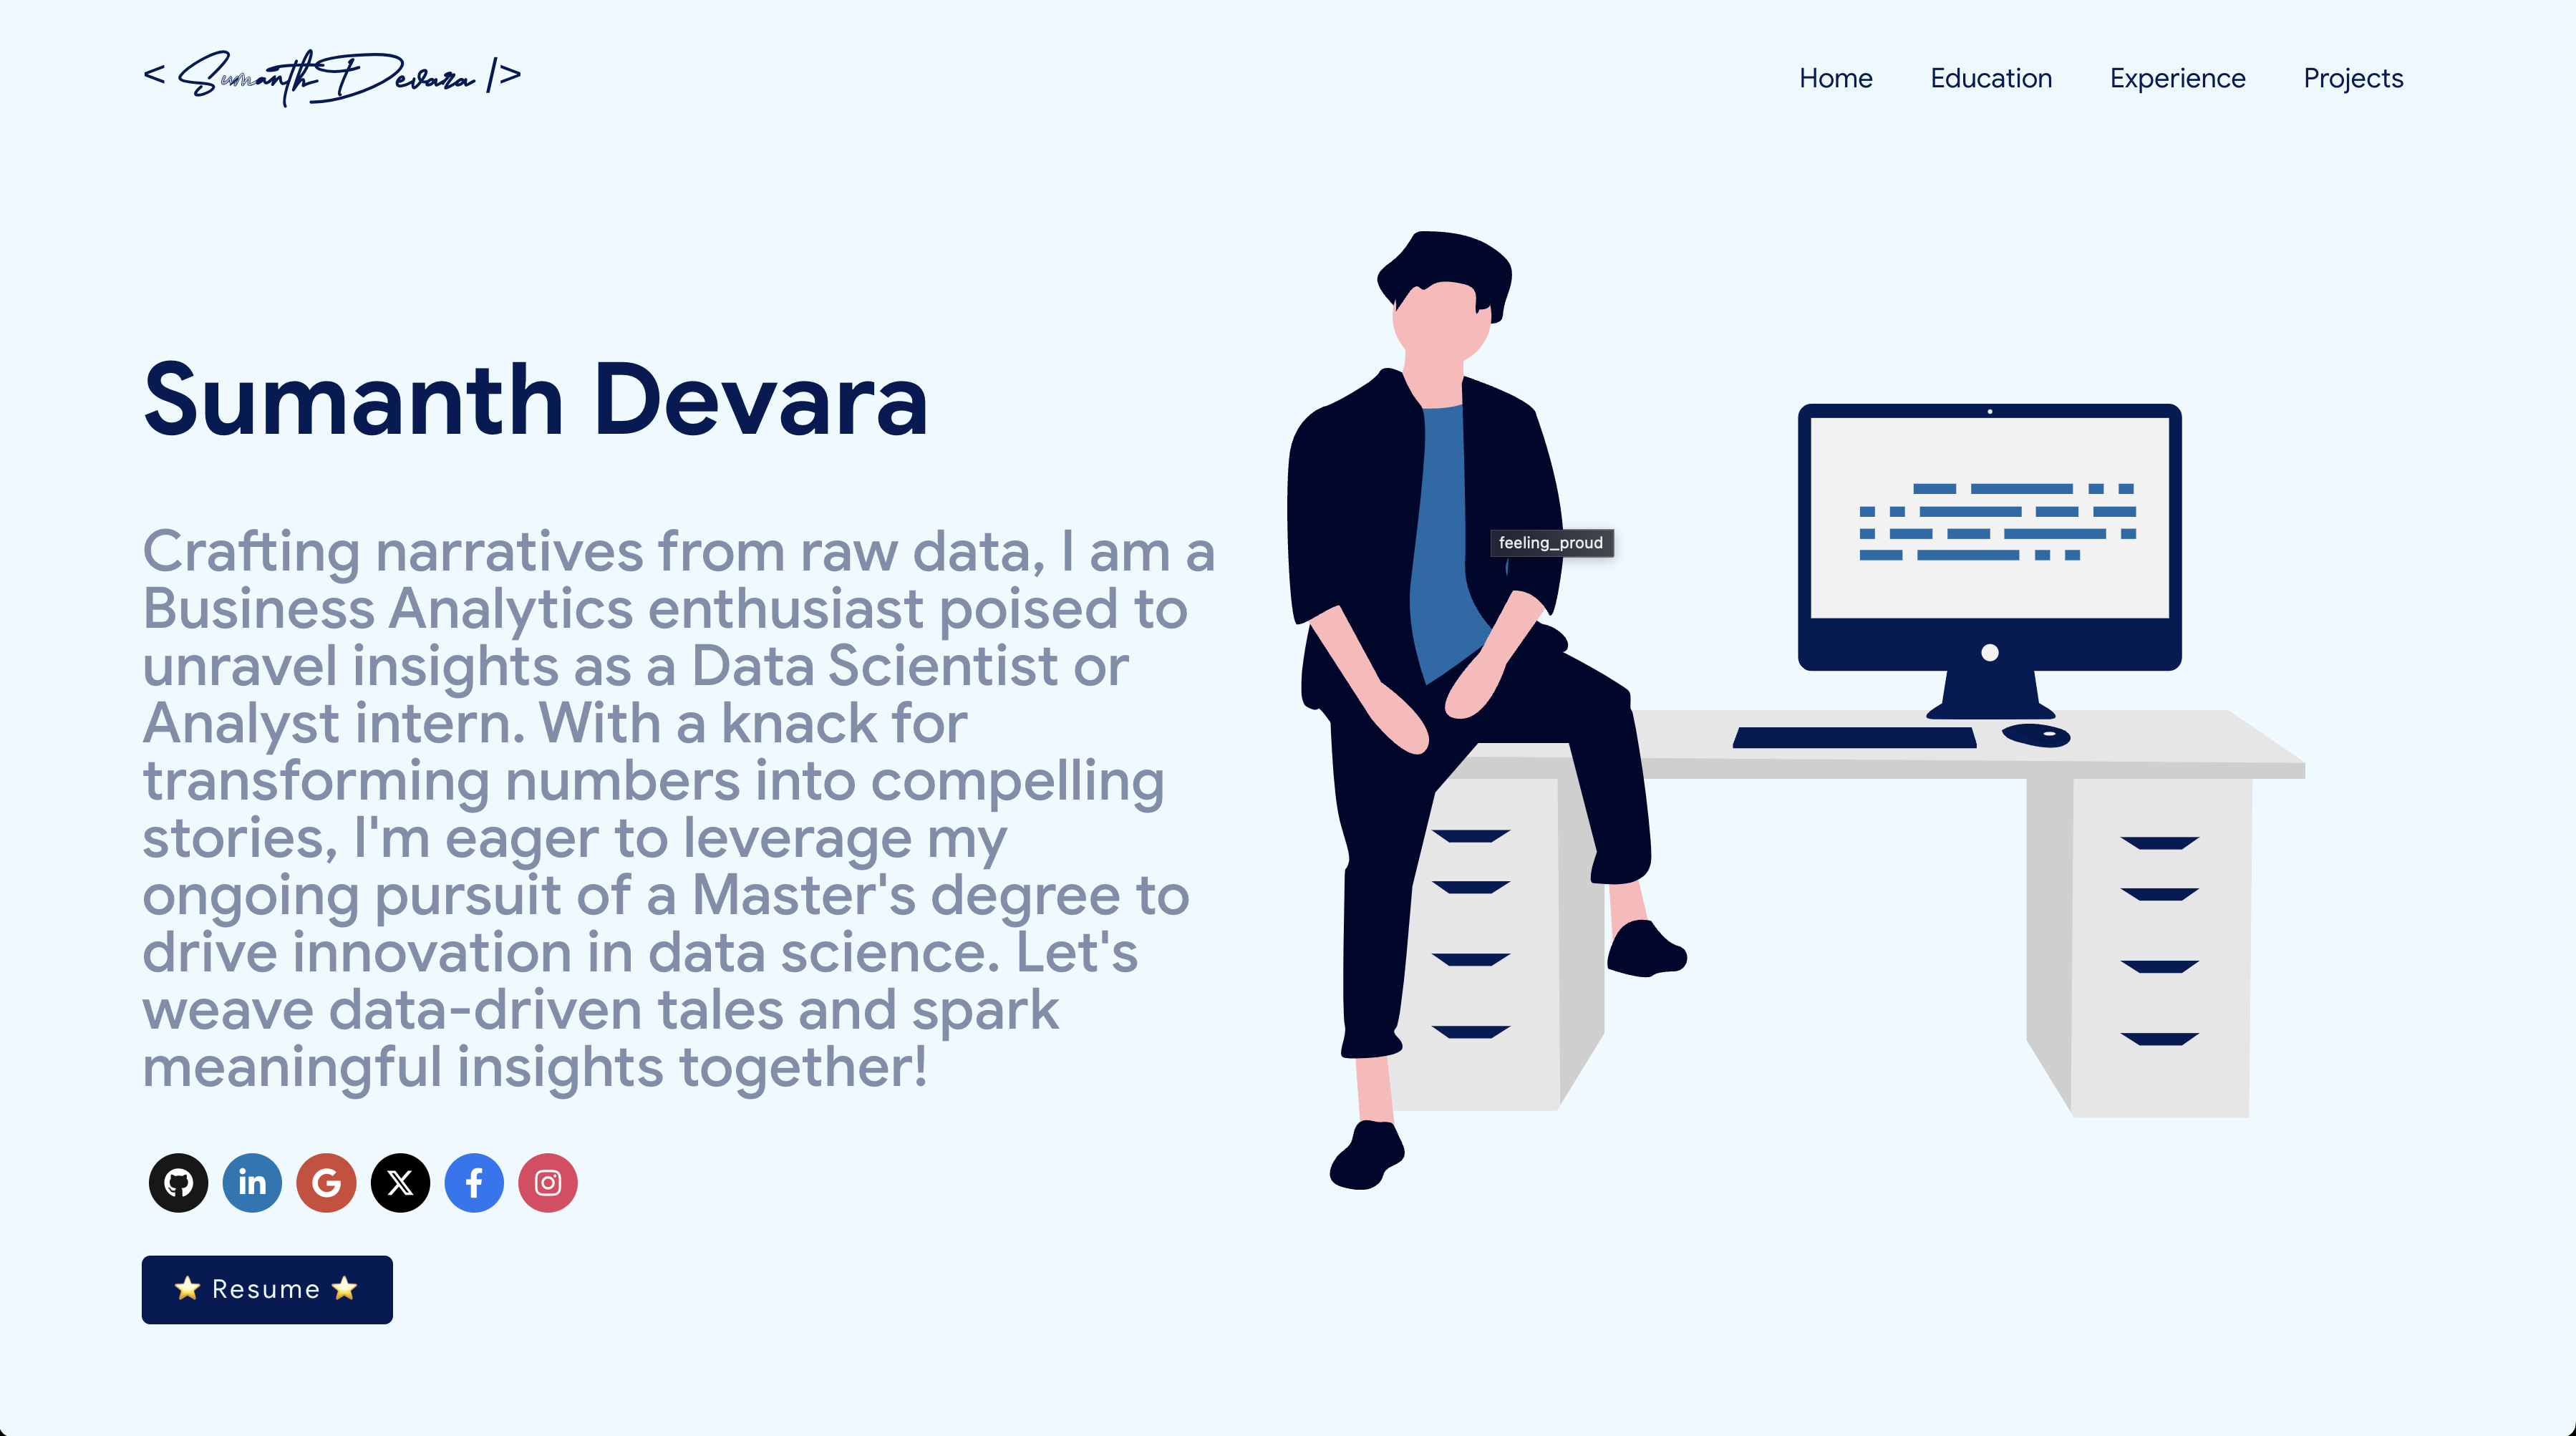 < Sumanth Devara />
Home Education Experience Projects
Sumanth Devara
Crafting narratives from raw data, I am a
Business Analytics enthusiast poised to
unravel insights as a Data Scientist or
Analyst intern. With a knack for
transforming numbers into compelling
stories, I'm eager to leverage my
ongoing pursuit of a Master's degree to
drive innovation in data science. Let's
weave data-driven tales and spark
meaningful insights together!
feeling_proud
⭐ Resume ⭐